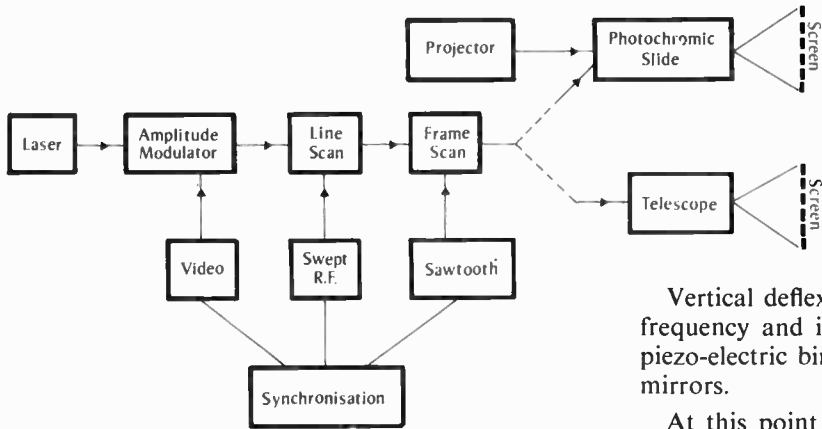 Projector
Photochromic
Slide
Screen
Laser
Amplitude
Modulator
Line
Scan
Frame
Scan
Telescope
Screen
Video
Swept
R.F.
Sawtooth
Synchronisation
Vertical deflex
frequency and i
piezo-electric bi
mirrors.
At this point